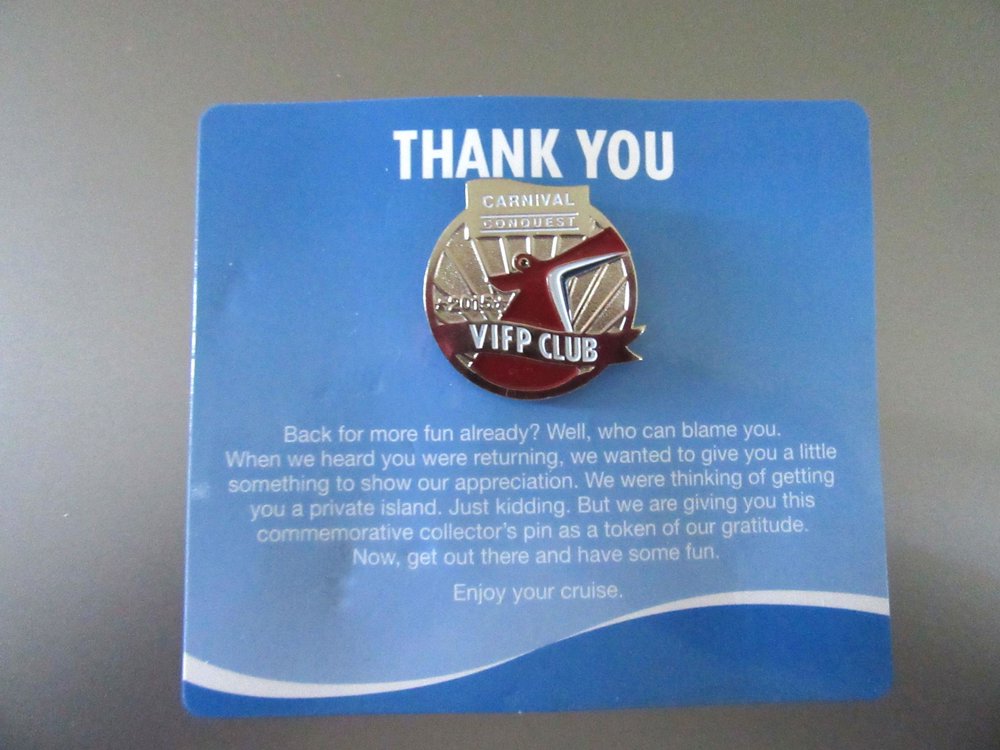 THANK YOU
CARNIVAL
CONQUEST
2015
VIFP CLUB
Back for more fun already? Well, who can blame you.
When we heard you were returning, we wanted to give you a little
something to show our appreciation. We were thinking of getting
you a private island. Just kidding. But we are giving you this
commemorative collector's pin as a token of our gratitude.
Now, get out there and have some fun.
Enjoy your cruise.